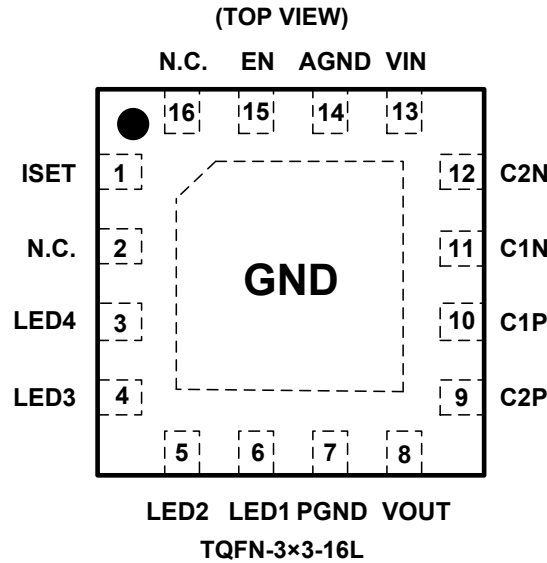 (TOP VIEW)
N.C. EN AGND VIN
16 15 14 13
ISET 1 12 C2N
N.C. 2 11 C1N
GND
LED4 3 10 C1P
LED3 4 9 C2P
5 6 7 8
LED2 LED1 PGND VOUT
TQFN-3×3-16L